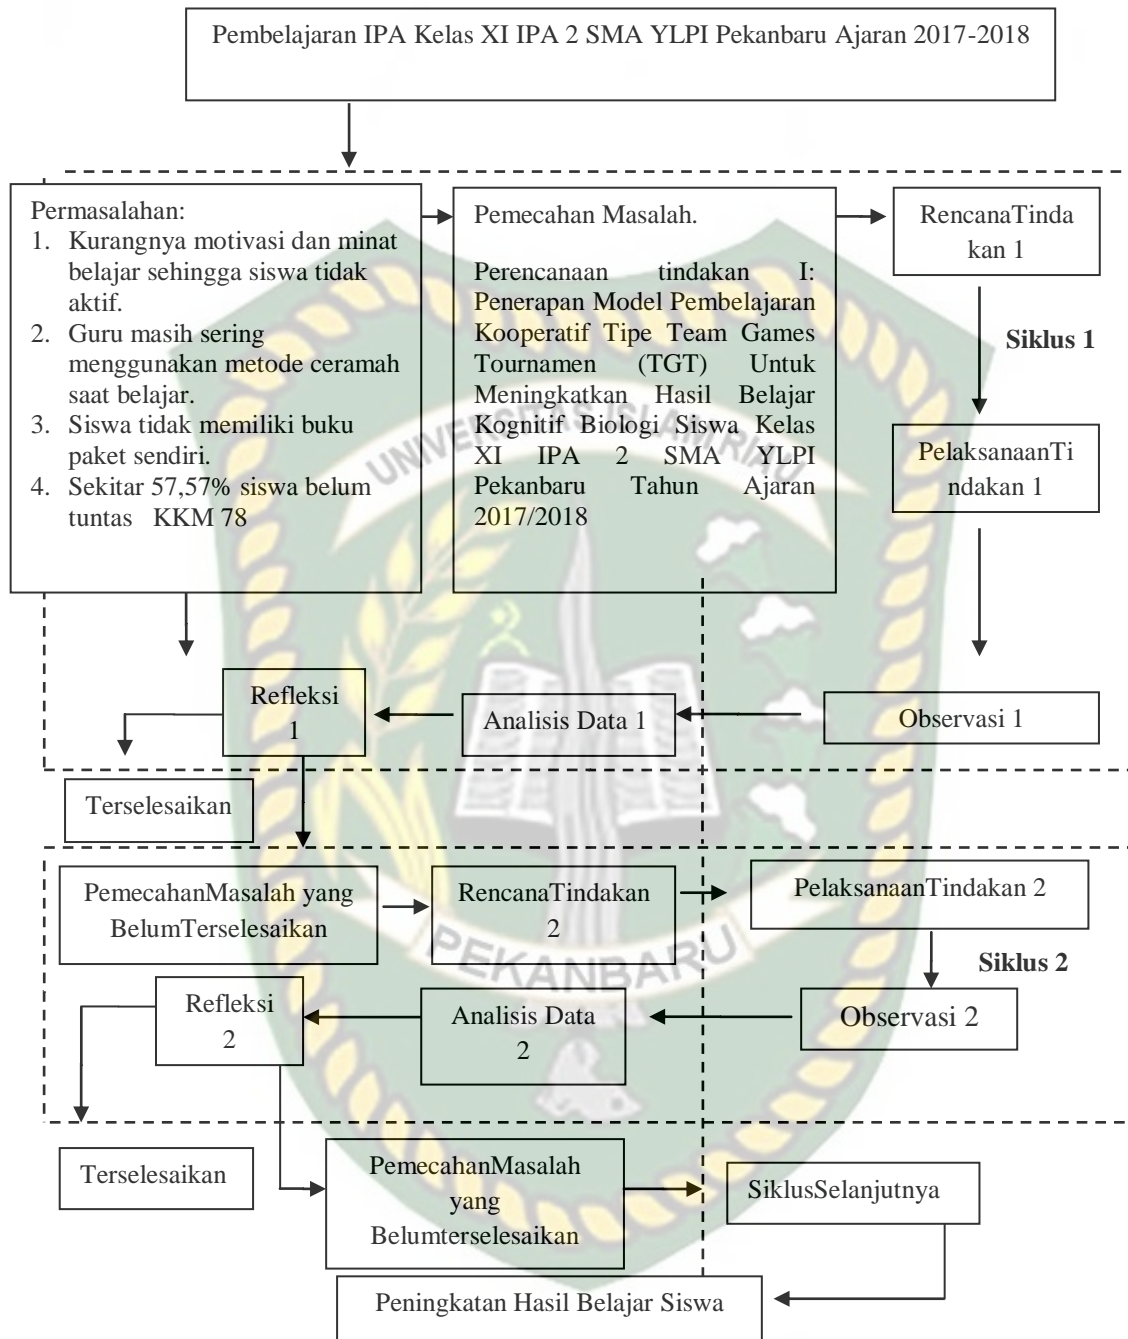 Pembelajaran IPA Kelas XI IPA 2 SMA YLPI Pekanbaru Ajaran 2017-2018
Permasalahan:
1. Kurangnya motivasi dan minat
belajar sehingga siswa tidak
aktif.
2. Guru masih sering
menggunakan metode ceramah
saat belajar.
3. Siswa tidak memiliki buku
paket sendiri.
4. Sekitar 57,57% siswa belum
tuntas KKM 78
Pemecahan Masalah.
Perencanaan tindakan I:
Penerapan Model Pembelajaran
Kooperatif Tipe Team Games
Tournamen (TGT) Untuk
Meningkatkan Hasil Belajar
Kognitif Biologi Siswa Kelas
XI IPA 2 SMA YLPI
Pekanbaru Tahun Ajaran
2017/2018
RencanaTinda
kan 1
Siklus 1
PelaksanaanTi
ndakan 1
UNIVERSITAS ISLAM RIAU
Refleksi
1
Analisis Data 1
Observasi 1
Terselesaikan
PemecahanMasalah yang
BelumTerselesaikan
RencanaTindakan
2
PelaksanaanTindakan 2
PEKANBARU
Siklus 2
Refleksi
2
Analisis Data
2
Observasi 2
Terselesaikan
PemecahanMasalah
yang
Belumterselesaikan
SiklusSelanjutnya
Peningkatan Hasil Belajar Siswa